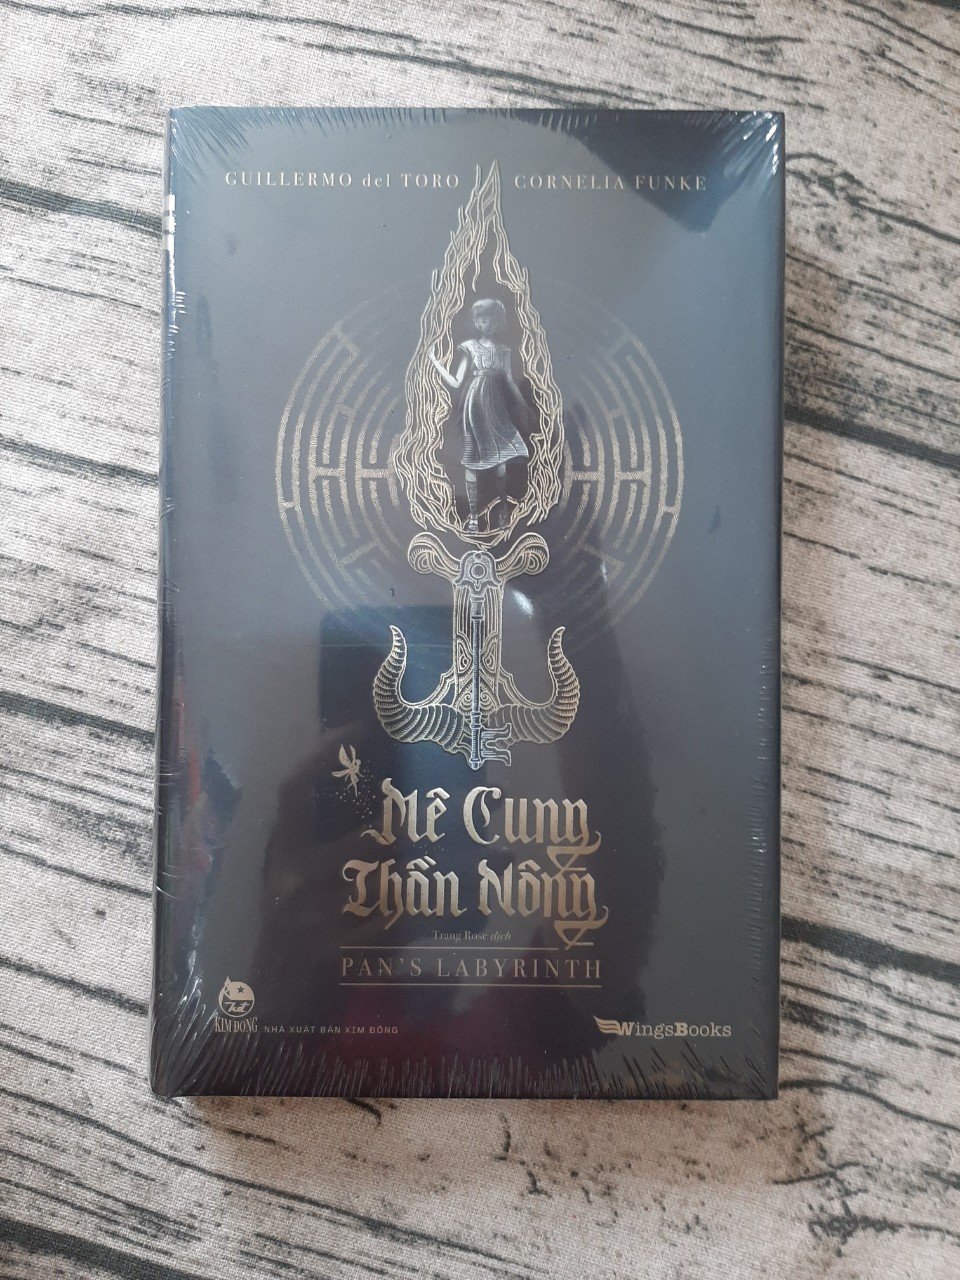 GUILLERMO del TORO CORNELIA FUNKE
Mê Cung
Thần Nông
Trang Rose dịch
PAN'S LABYRINTH
kđ
KIM ĐỒNG NHÀ XUẤT BẢN KIM ĐỒNG
WingsBooks